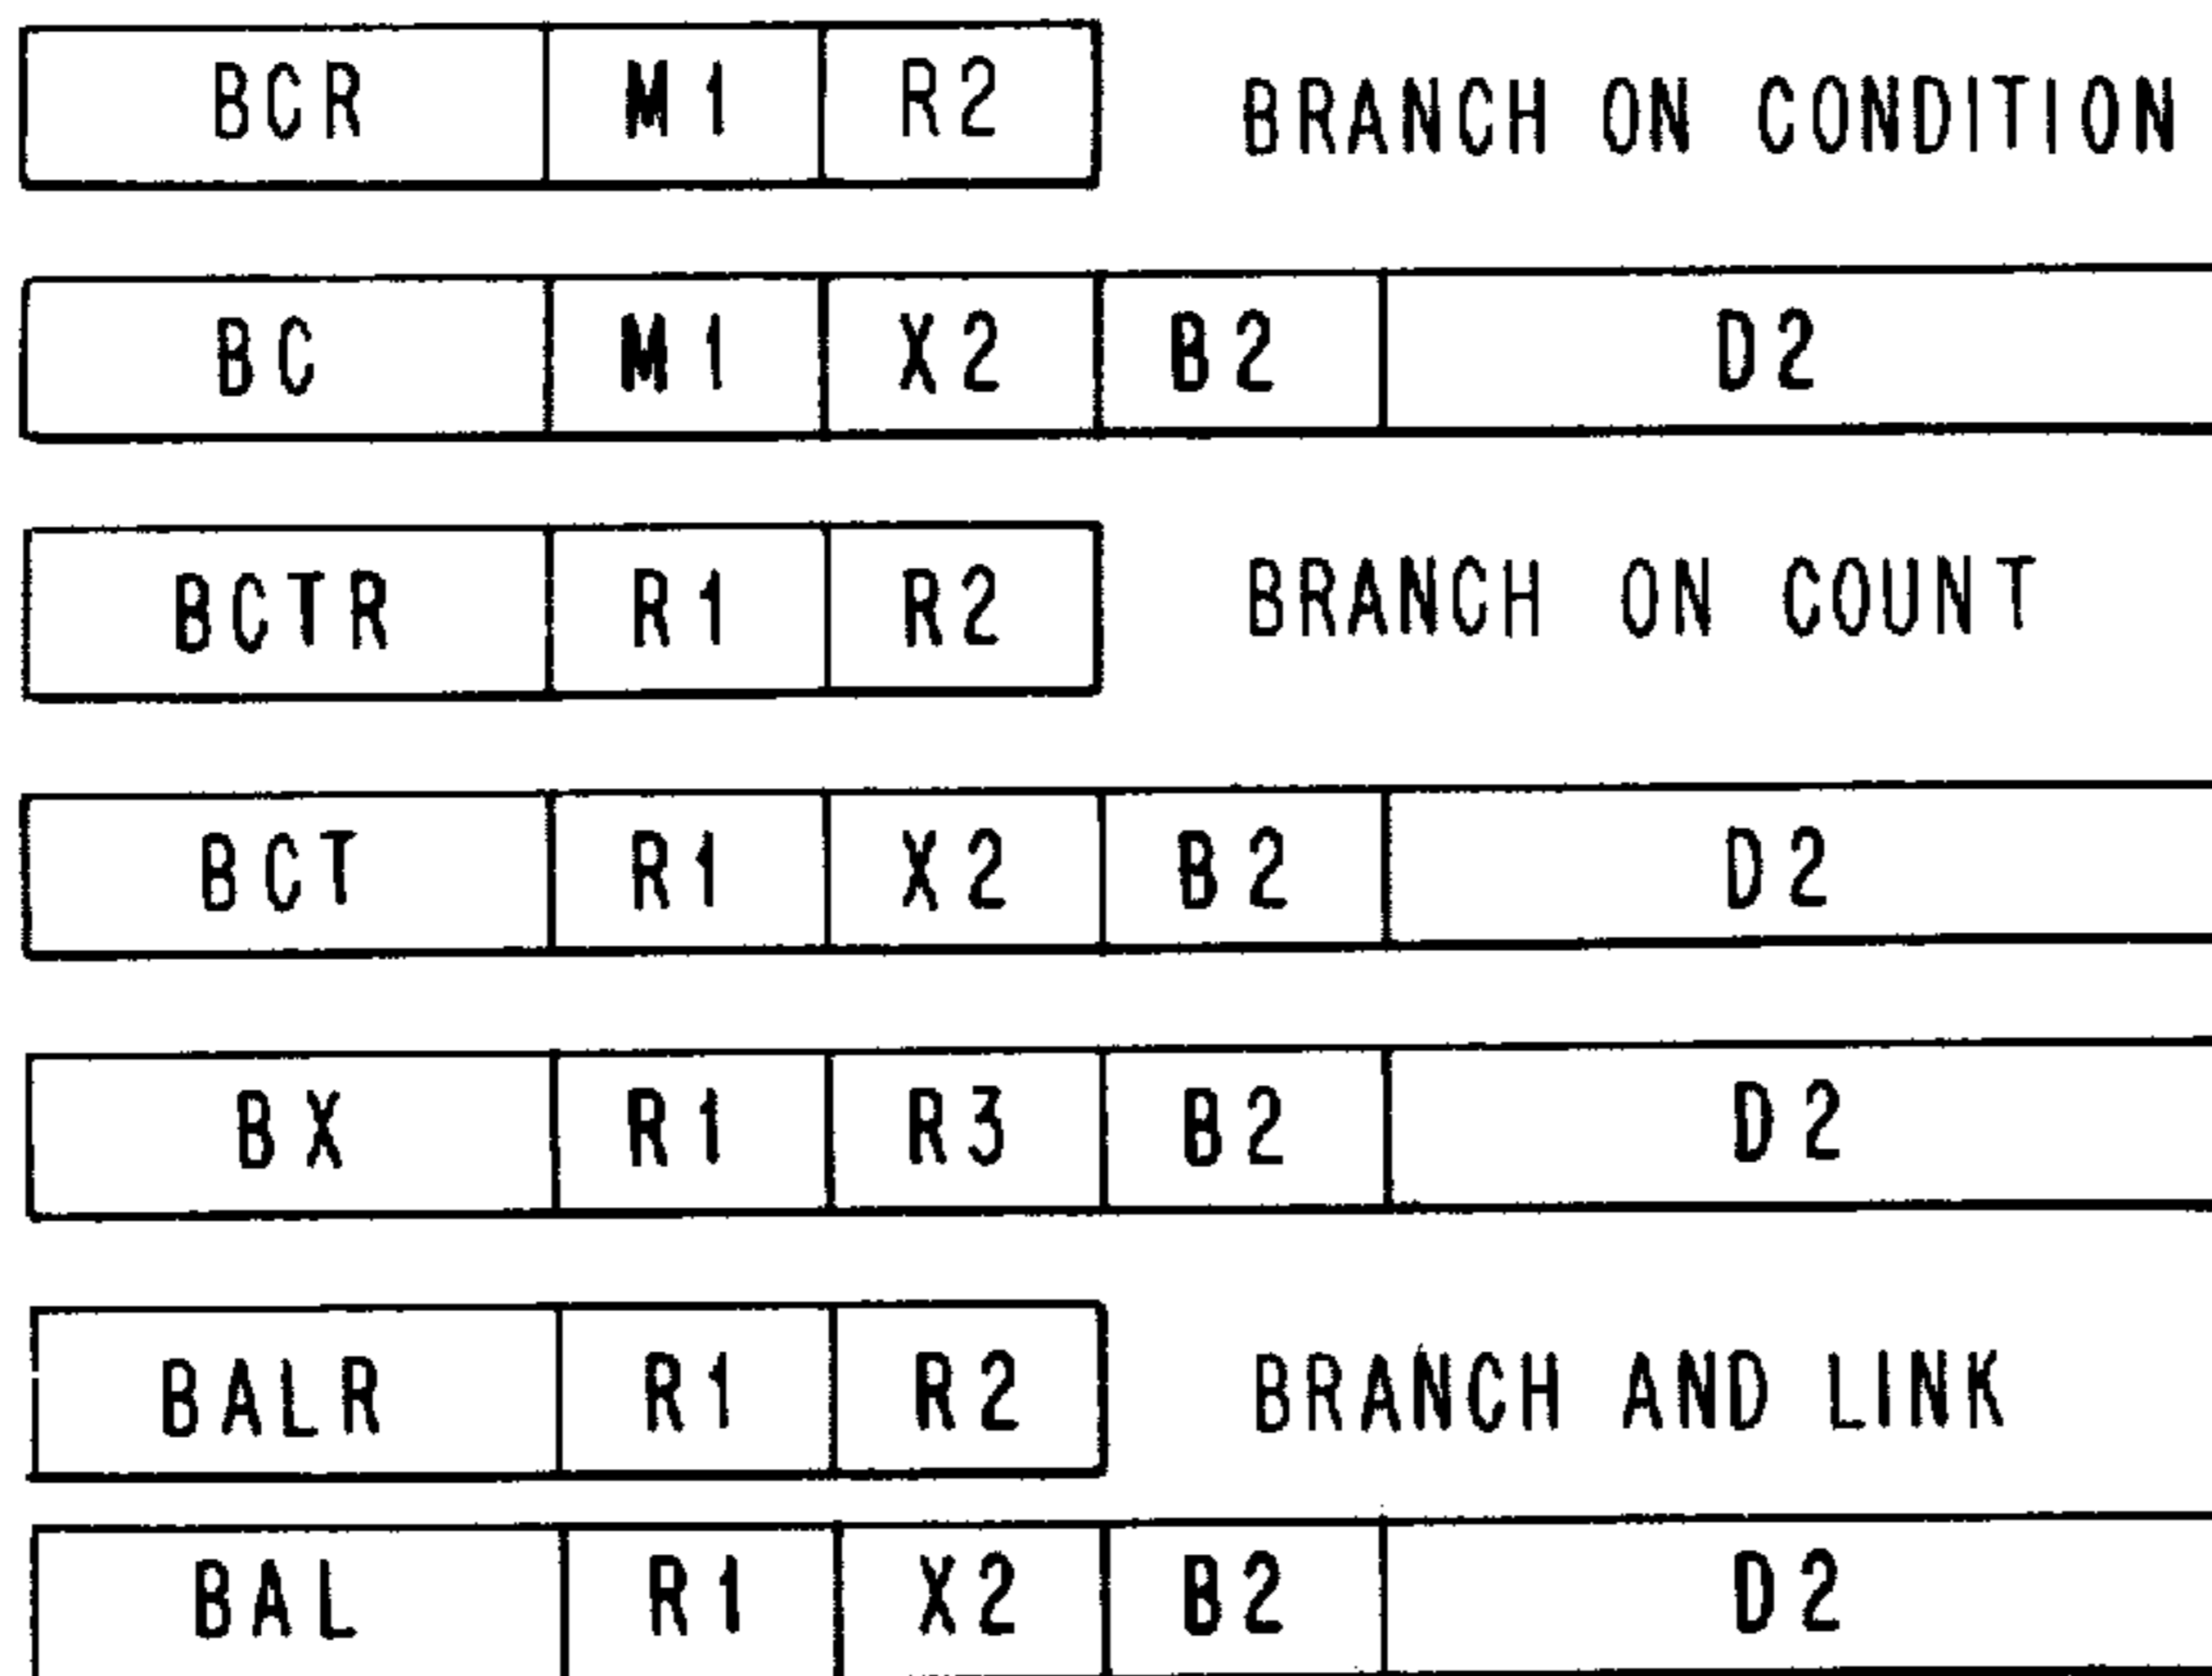 BCR M1 R2 BRANCH ON CONDITION
BC M1 X2 B2 D2
BCTR R1 R2 BRANCH ON COUNT
BCT R1 X2 B2 D2
BX R1 R3 B2 D2
BALR R1 R2 BRANCH AND LINK
BAL R1 X2 B2 D2